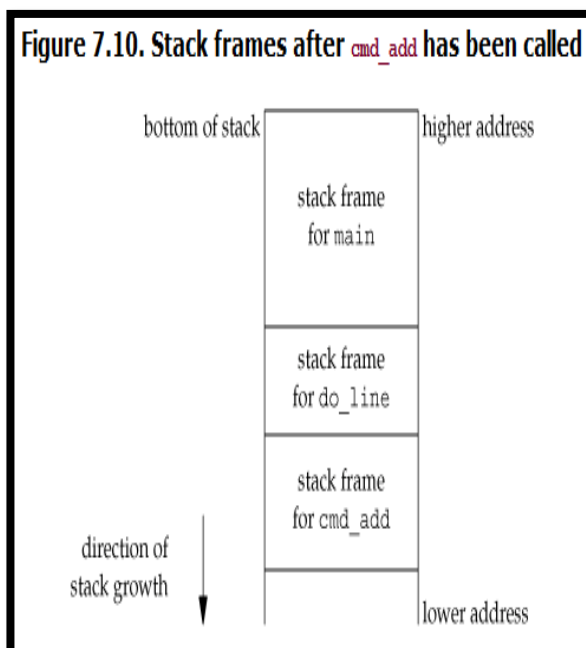 Figure 7.10. Stack frames after cmd_add has been called
bottom of stack
higher address
stack frame
for main
stack frame
for do_line
stack frame
for cmd_add
direction of
stack growth
lower address